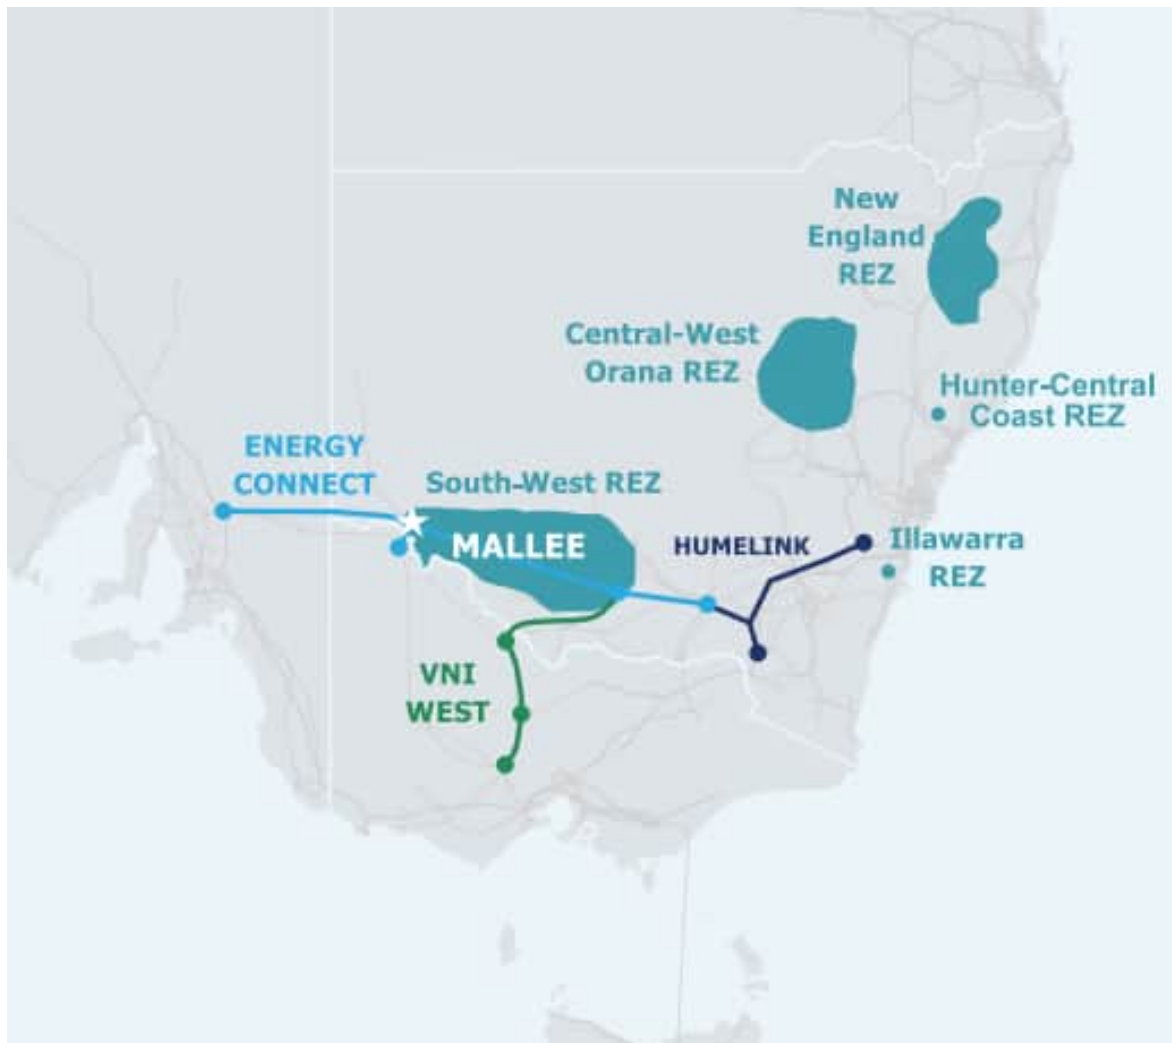 New
England
REZ
Central-West
Orana REZ
Hunter-Central
Coast REZ
ENERGY
CONNECT
South-West REZ
MALLEE
HUMELINK
Illawarra
REZ
VNI
WEST